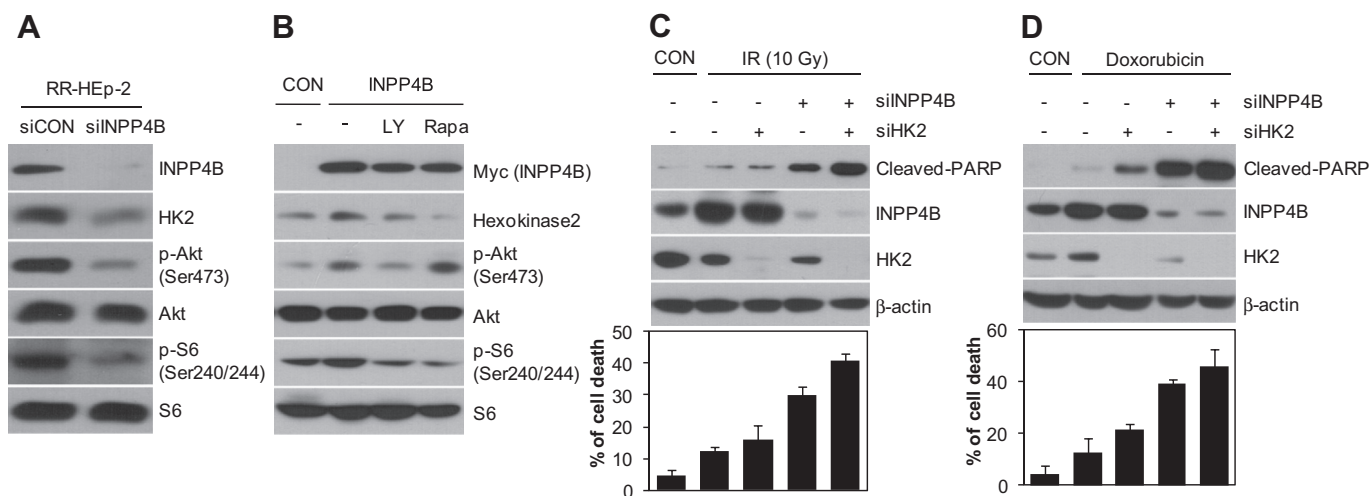 A
RR-HEp-2
siCON siINPP4B
INPP4B
HK2
p-Akt
(Ser473)
Akt
p-S6
(Ser240/244)
S6
B
CON INPP4B
- - LY Rapa
Myc (INPP4B)
Hexokinase2
p-Akt
(Ser473)
Akt
p-S6
(Ser240/244)
S6
C
CON IR (10 Gy)
- - - + + siINPP4B
- - + - + siHK2
Cleaved-PARP
INPP4B
HK2
β-actin
% of cell death
50
40
30
20
10
0
D
CON Doxorubicin
- - - + + siINPP4B
- - + - + siHK2
Cleaved-PARP
INPP4B
HK2
β-actin
% of cell death
60
40
20
0